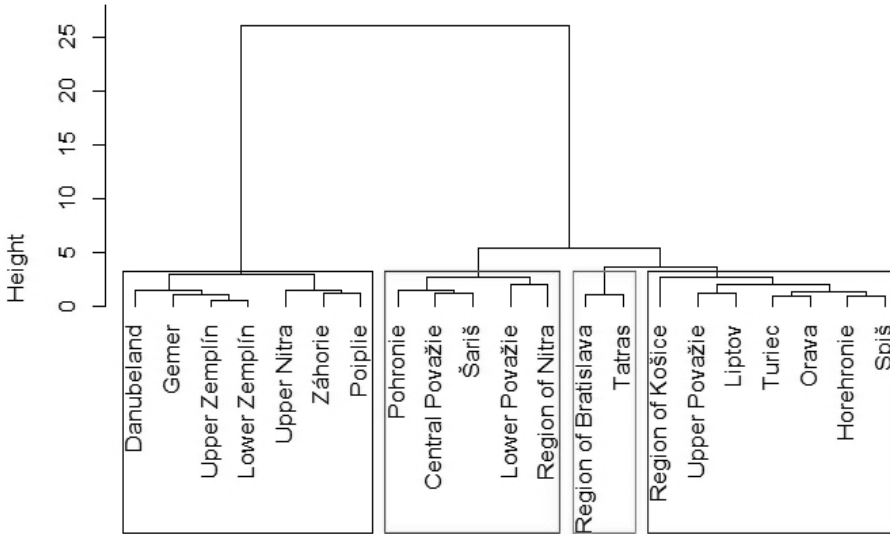 25
20
15
10
5
0
Height
Danubeland
Gemer
Upper Zemplín
Lower Zemplín
Upper Nitra
Záhorie
Poiplie
Pohronie
Central Považie
Šariš
Lower Považie
Region of Nitra
Region of Bratislava
Tatras
Region of Košice
Upper Považie
Liptov
Turiec
Orava
Horehronie
Spiš